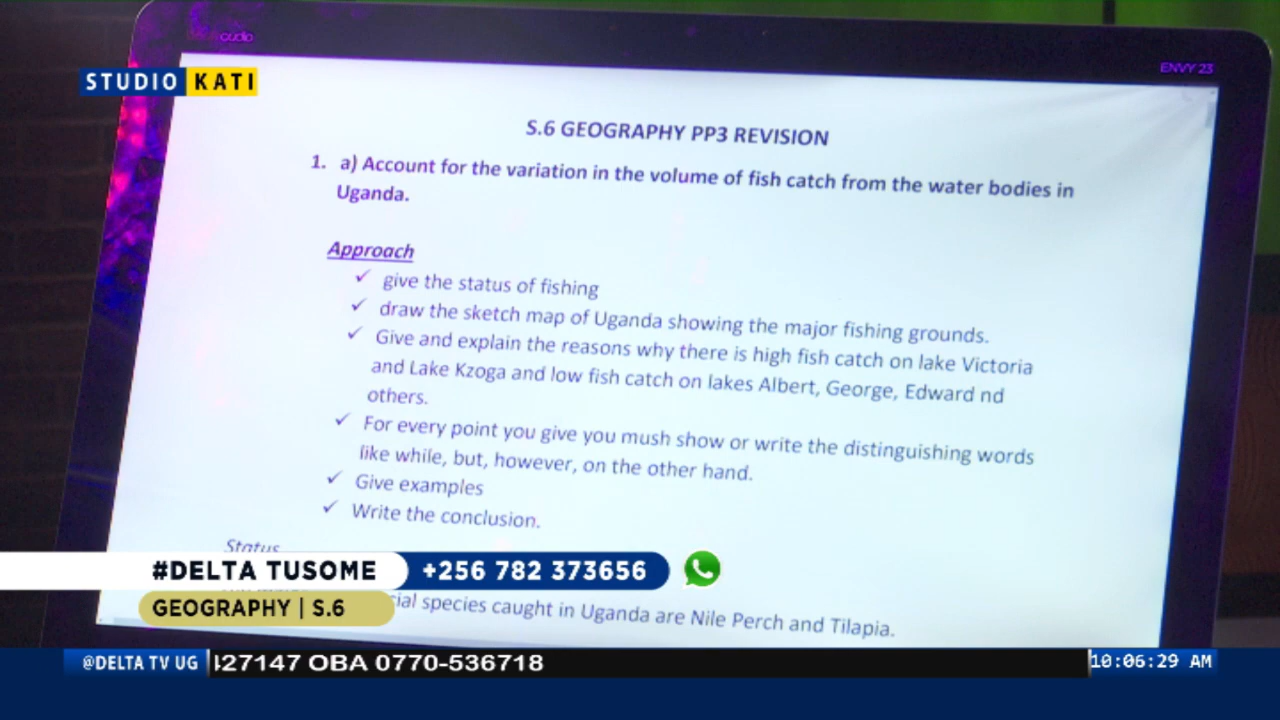 audio
ENVY 23
STUDIO KATI
S.6 GEOGRAPHY PP3 REVISION
1. a) Account for the variation in the volume of fish catch from the water bodies in
Uganda.
Approach
✓ give the status of fishing
✓ draw the sketch map of Uganda showing the major fishing grounds.
✓ Give and explain the reasons why there is high fish catch on lake Victoria
and Lake Kzoga and low fish catch on lakes Albert, George, Edward nd
others.
✓ For every point you give you mush show or write the distinguishing words
like while, but, however, on the other hand.
✓ Give examples
✓ Write the conclusion.
Status
#DELTA TUSOME +256 782 373656
GEOGRAPHY | S.6
species caught in Uganda are Nile Perch and Tilapia.
@DELTA TV UG 427147 OBA 0770-536718 10:06:29 AM